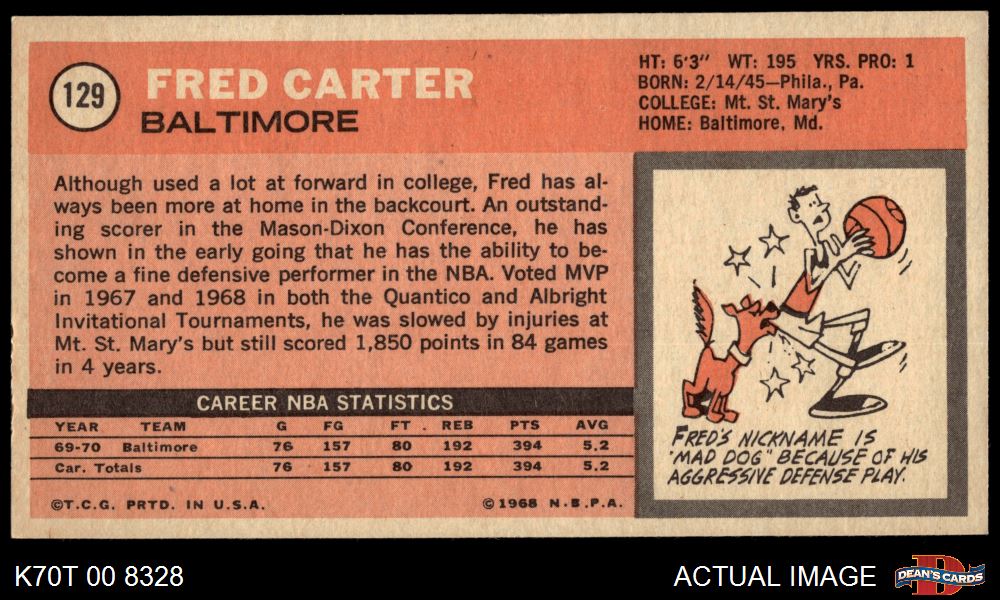 129
FRED CARTER
BALTIMORE
HT: 6'3" WT: 195 YRS. PRO: 1
BORN: 2/14/45—Phila., Pa.
COLLEGE: Mt. St. Mary's
HOME: Baltimore, Md.
Although used a lot at forward in college, Fred has al-
ways been more at home in the backcourt. An outstand-
ing scorer in the Mason-Dixon Conference, he has
shown in the early going that he has the ability to be-
come a fine defensive performer in the NBA. Voted MVP
in 1967 and 1968 in both the Quantico and Albright
Invitational Tournaments, he was slowed by injuries at
Mt. St. Mary's but still scored 1,850 points in 84 games
in 4 years.
CAREER NBA STATISTICS
YEAR TEAM G FG FT. REB PTS AVG
69-70 Baltimore 76 157 80 192 394 5.2
Car. Totals 76 157 80 192 394 5.2
©T.C.G. PRTD. IN U.S.A. ©1968 N.B.P.A.
FRED'S NICKNAME IS
"MAD DOG" BECAUSE OF HIS
AGGRESSIVE DEFENSE PLAY.
K70T 00 8328
ACTUAL IMAGE
D
DEAN'S CARDS